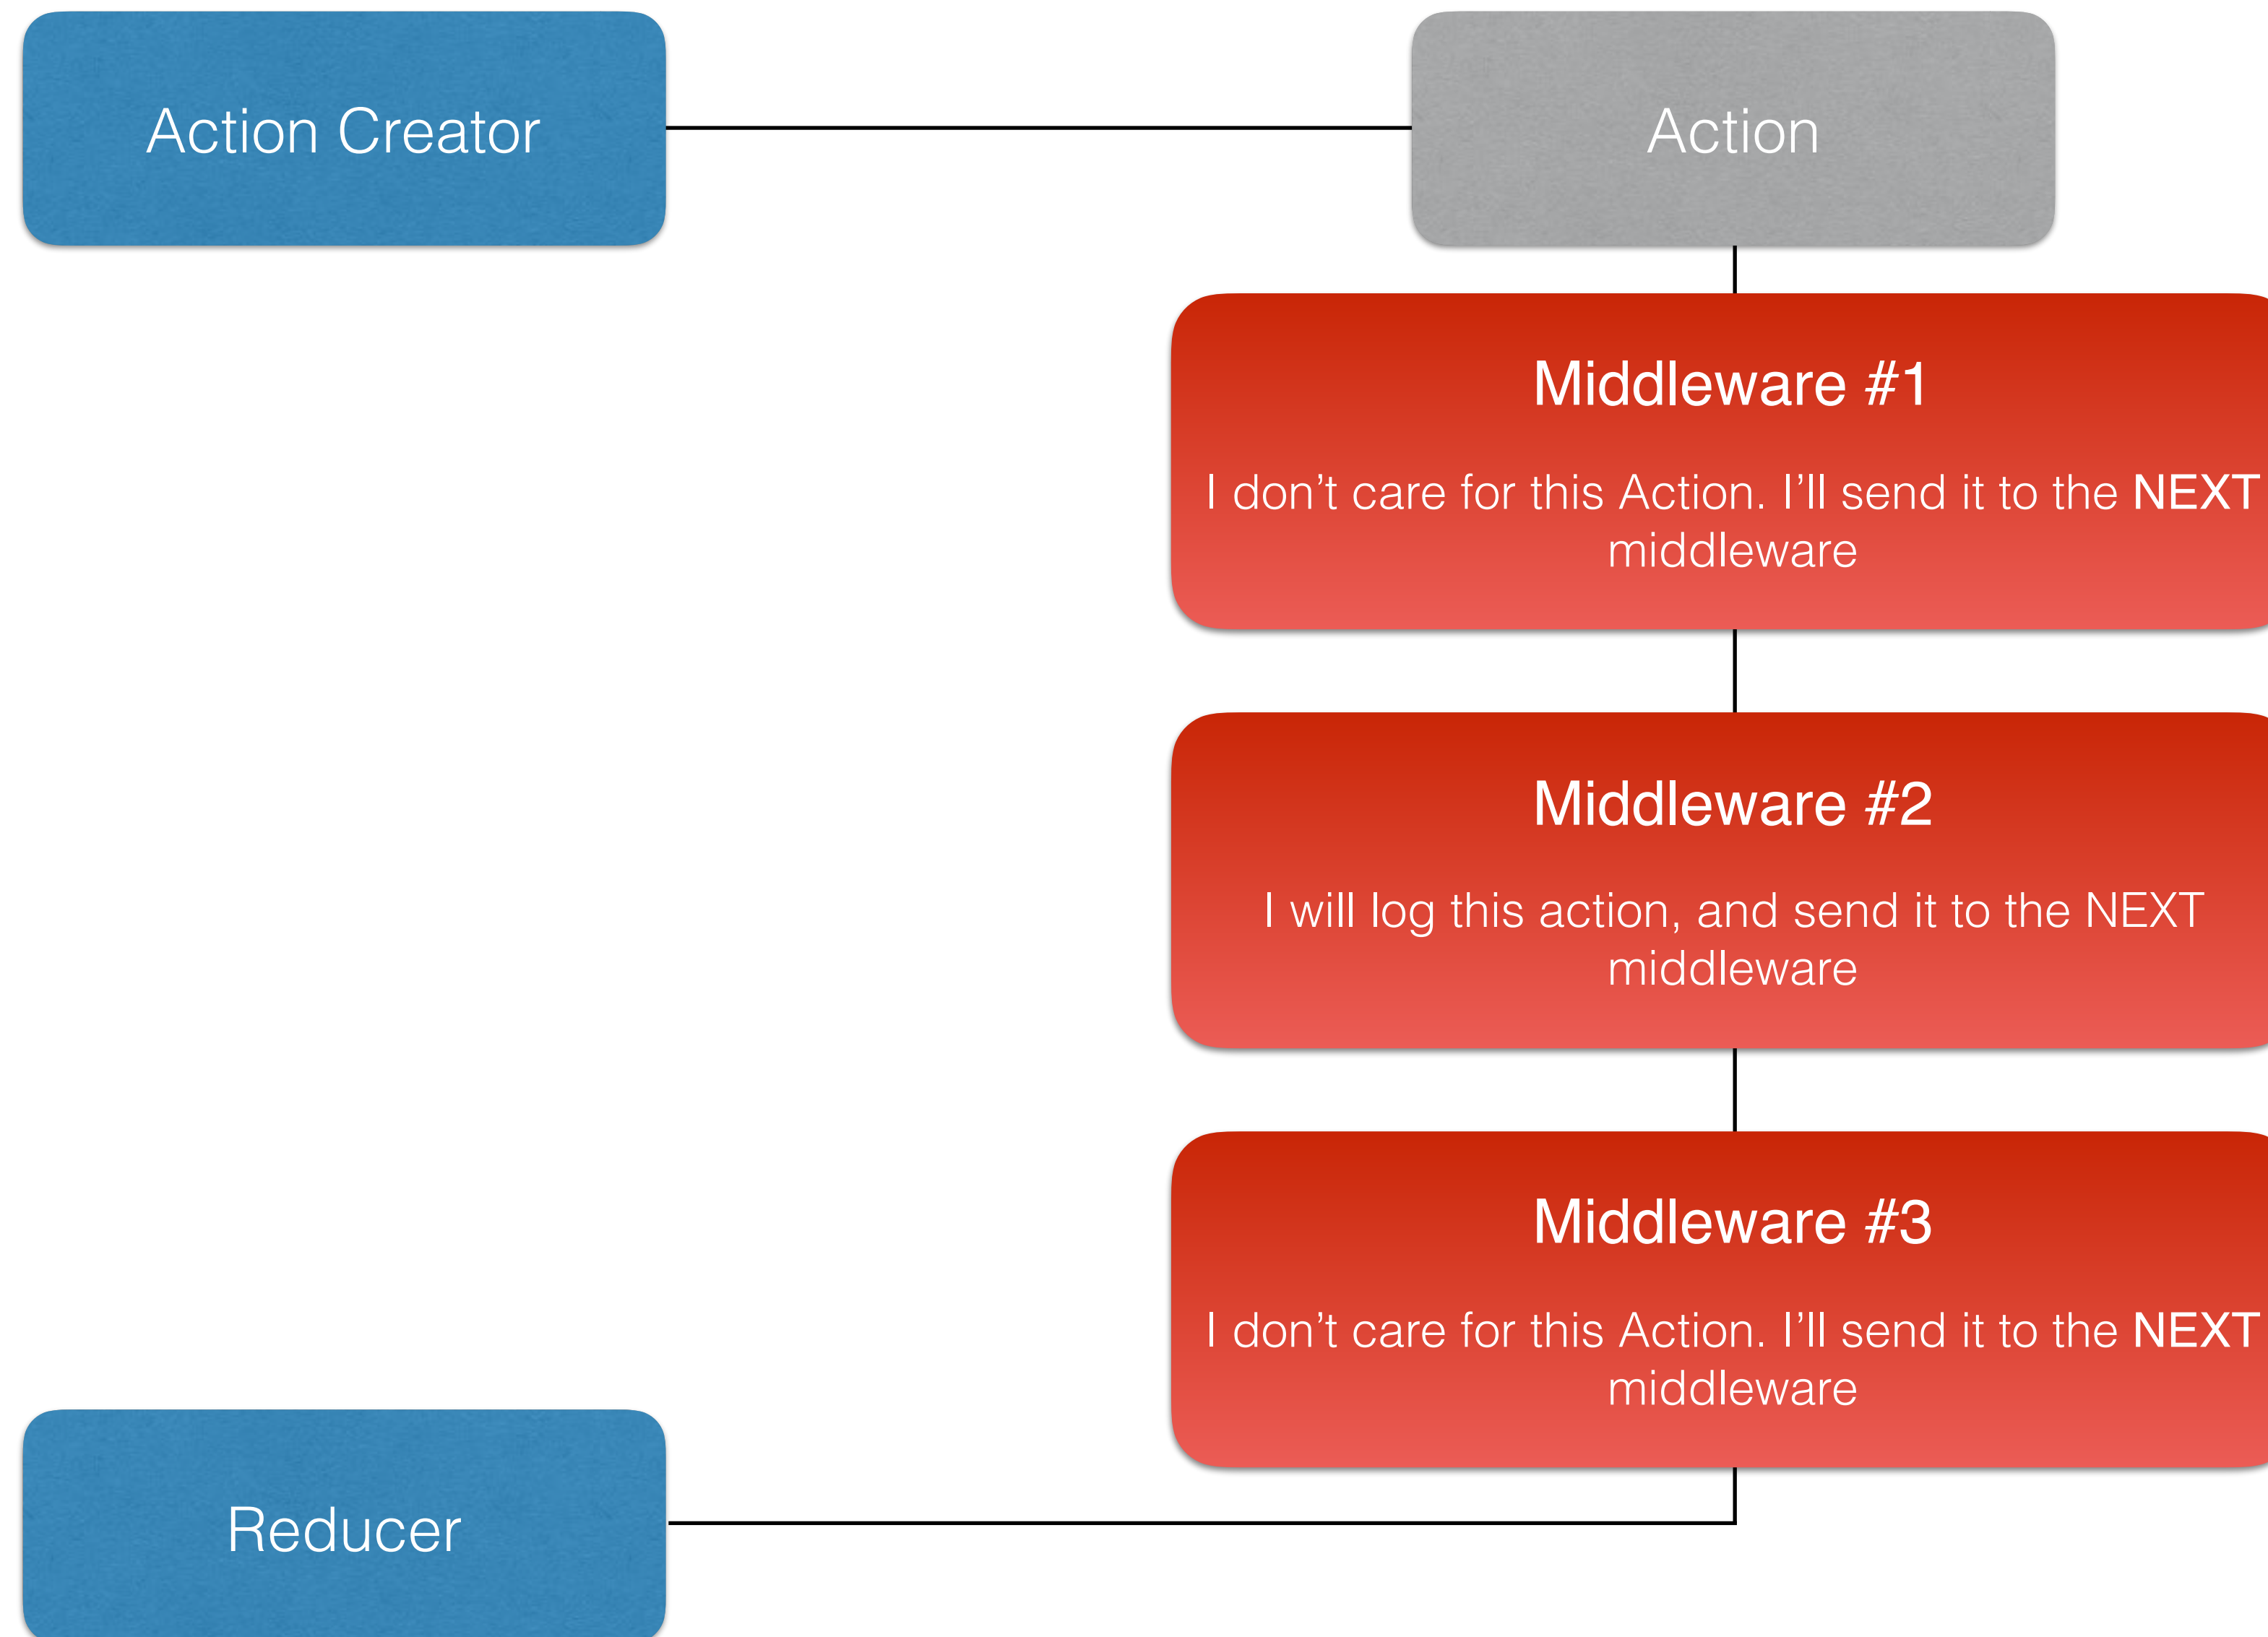 Action Creator
Action
Middleware #1
I don’t care for this Action. I’ll send it to the NEXT
middleware
Middleware #2
I will log this action, and send it to the NEXT
middleware
Middleware #3
I don’t care for this Action. I’ll send it to the NEXT
middleware
Reducer